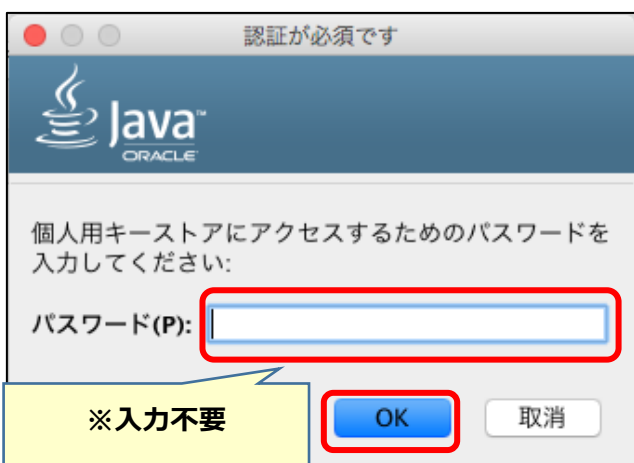 認証が必須です
Java™
ORACLE
個人用キーストアにアクセスするためのパスワードを
入力してください:
パスワード(P):
※入力不要
OK
取消